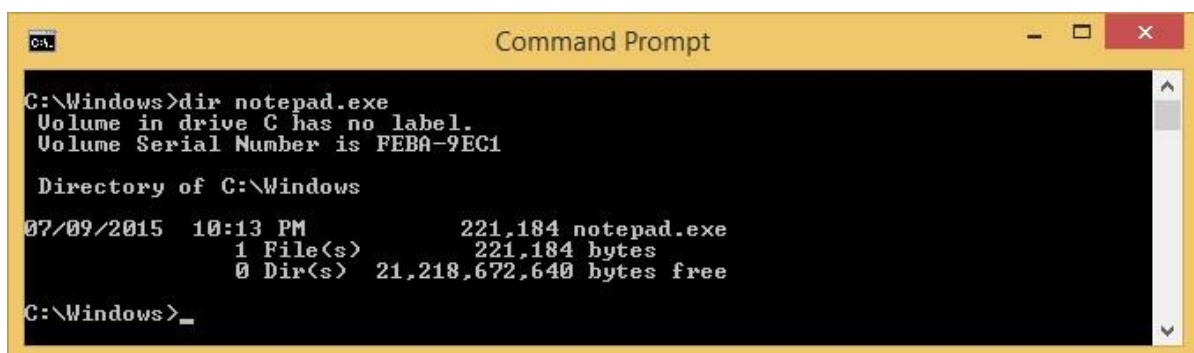 Command Prompt
C:\Windows>dir notepad.exe
Volume in drive C has no label.
Volume Serial Number is FEBA-9EC1
Directory of C:\Windows
07/09/2015  10:13 PM           221,184 notepad.exe
1 File(s)        221,184 bytes
0 Dir(s)  21,218,672,640 bytes free
C:\Windows>_